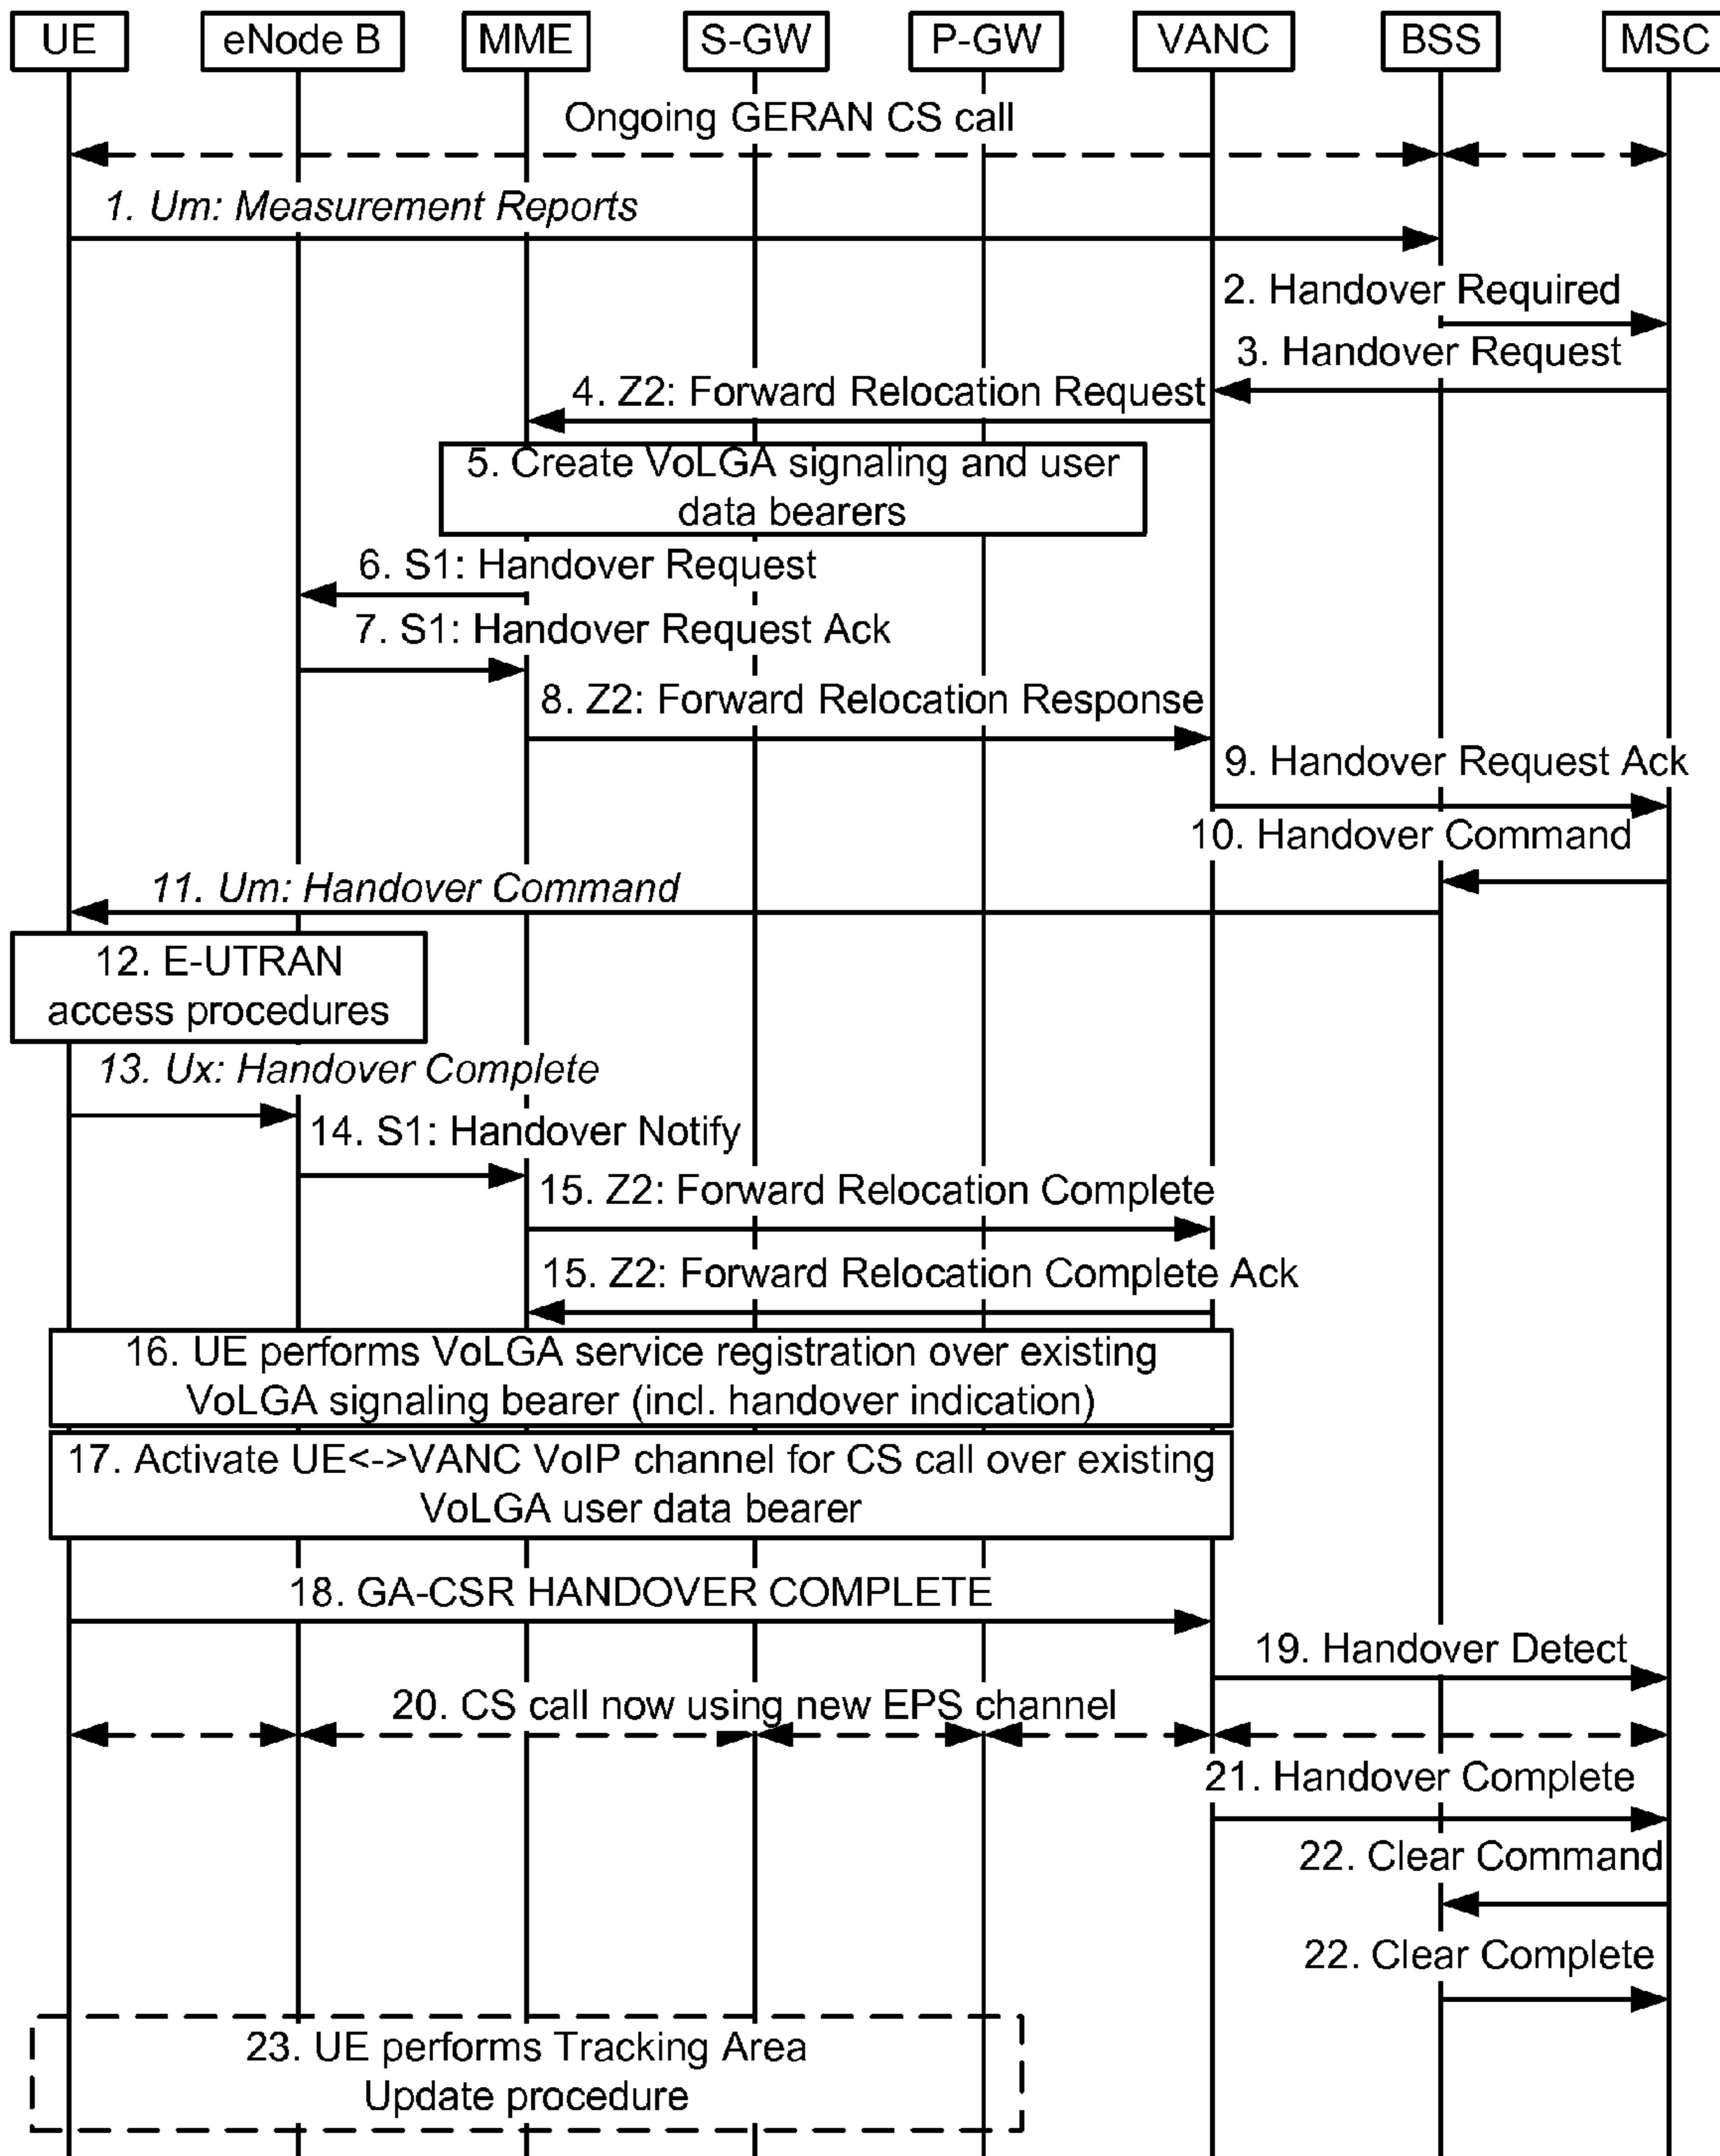 UE eNode B MME S-GW P-GW VANC BSS MSC
Ongoing GERAN CS call
1. Um: Measurement Reports
2. Handover Required
3. Handover Request
4. Z2: Forward Relocation Request
5. Create VoLGA signaling and user
data bearers
6. S1: Handover Request
7. S1: Handover Request Ack
8. Z2: Forward Relocation Response
9. Handover Request Ack
10. Handover Command
11. Um: Handover Command
12. E-UTRAN
access procedures
13. Ux: Handover Complete
14. S1: Handover Notify
15. Z2: Forward Relocation Complete
15. Z2: Forward Relocation Complete Ack
16. UE performs VoLGA service registration over existing
VoLGA signaling bearer (incl. handover indication)
17. Activate UE<->VANC VoIP channel for CS call over existing
VoLGA user data bearer
18. GA-CSR HANDOVER COMPLETE
19. Handover Detect
20. CS call now using new EPS channel
21. Handover Complete
22. Clear Command
22. Clear Complete
23. UE performs Tracking Area
Update procedure